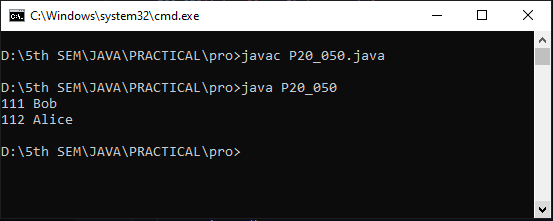 C:\Windows\system32\cmd.exe
D:\5th SEM\JAVA\PRACTICAL\pro>javac P20_050.java
D:\5th SEM\JAVA\PRACTICAL\pro>java P20_050
111 Bob
112 Alice
D:\5th SEM\JAVA\PRACTICAL\pro>